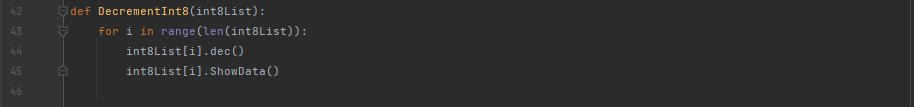 42 def DecrementInt8(int8List):
43 for i in range(len(int8List)):
44 int8List[i].dec()
45 int8List[i].ShowData()
46